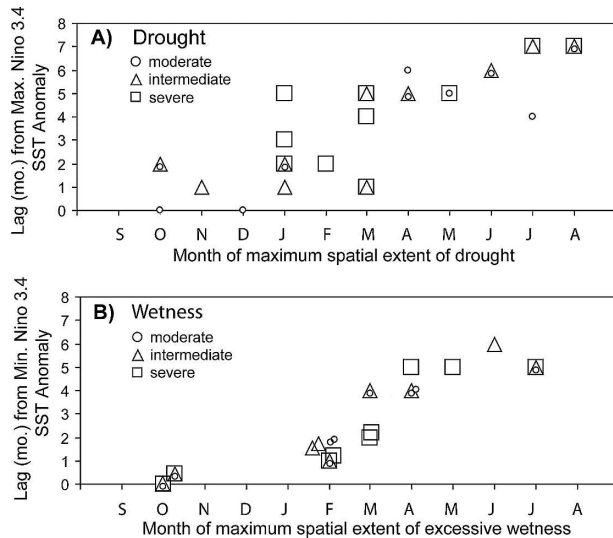 A) Drought
moderate
intermediate
severe
Lag (mo.) from Max. Nino 3.4
SST Anomaly
8
7
6
5
4
3
2
1
0
S O N D J F M A M J J A
Month of maximum spatial extent of drought
B) Wetness
moderate
intermediate
severe
Lag (mo.) from Min. Nino 3.4
SST Anomaly
8
7
6
5
4
3
2
1
0
S O N D J F M A M J J A
Month of maximum spatial extent of excessive wetness